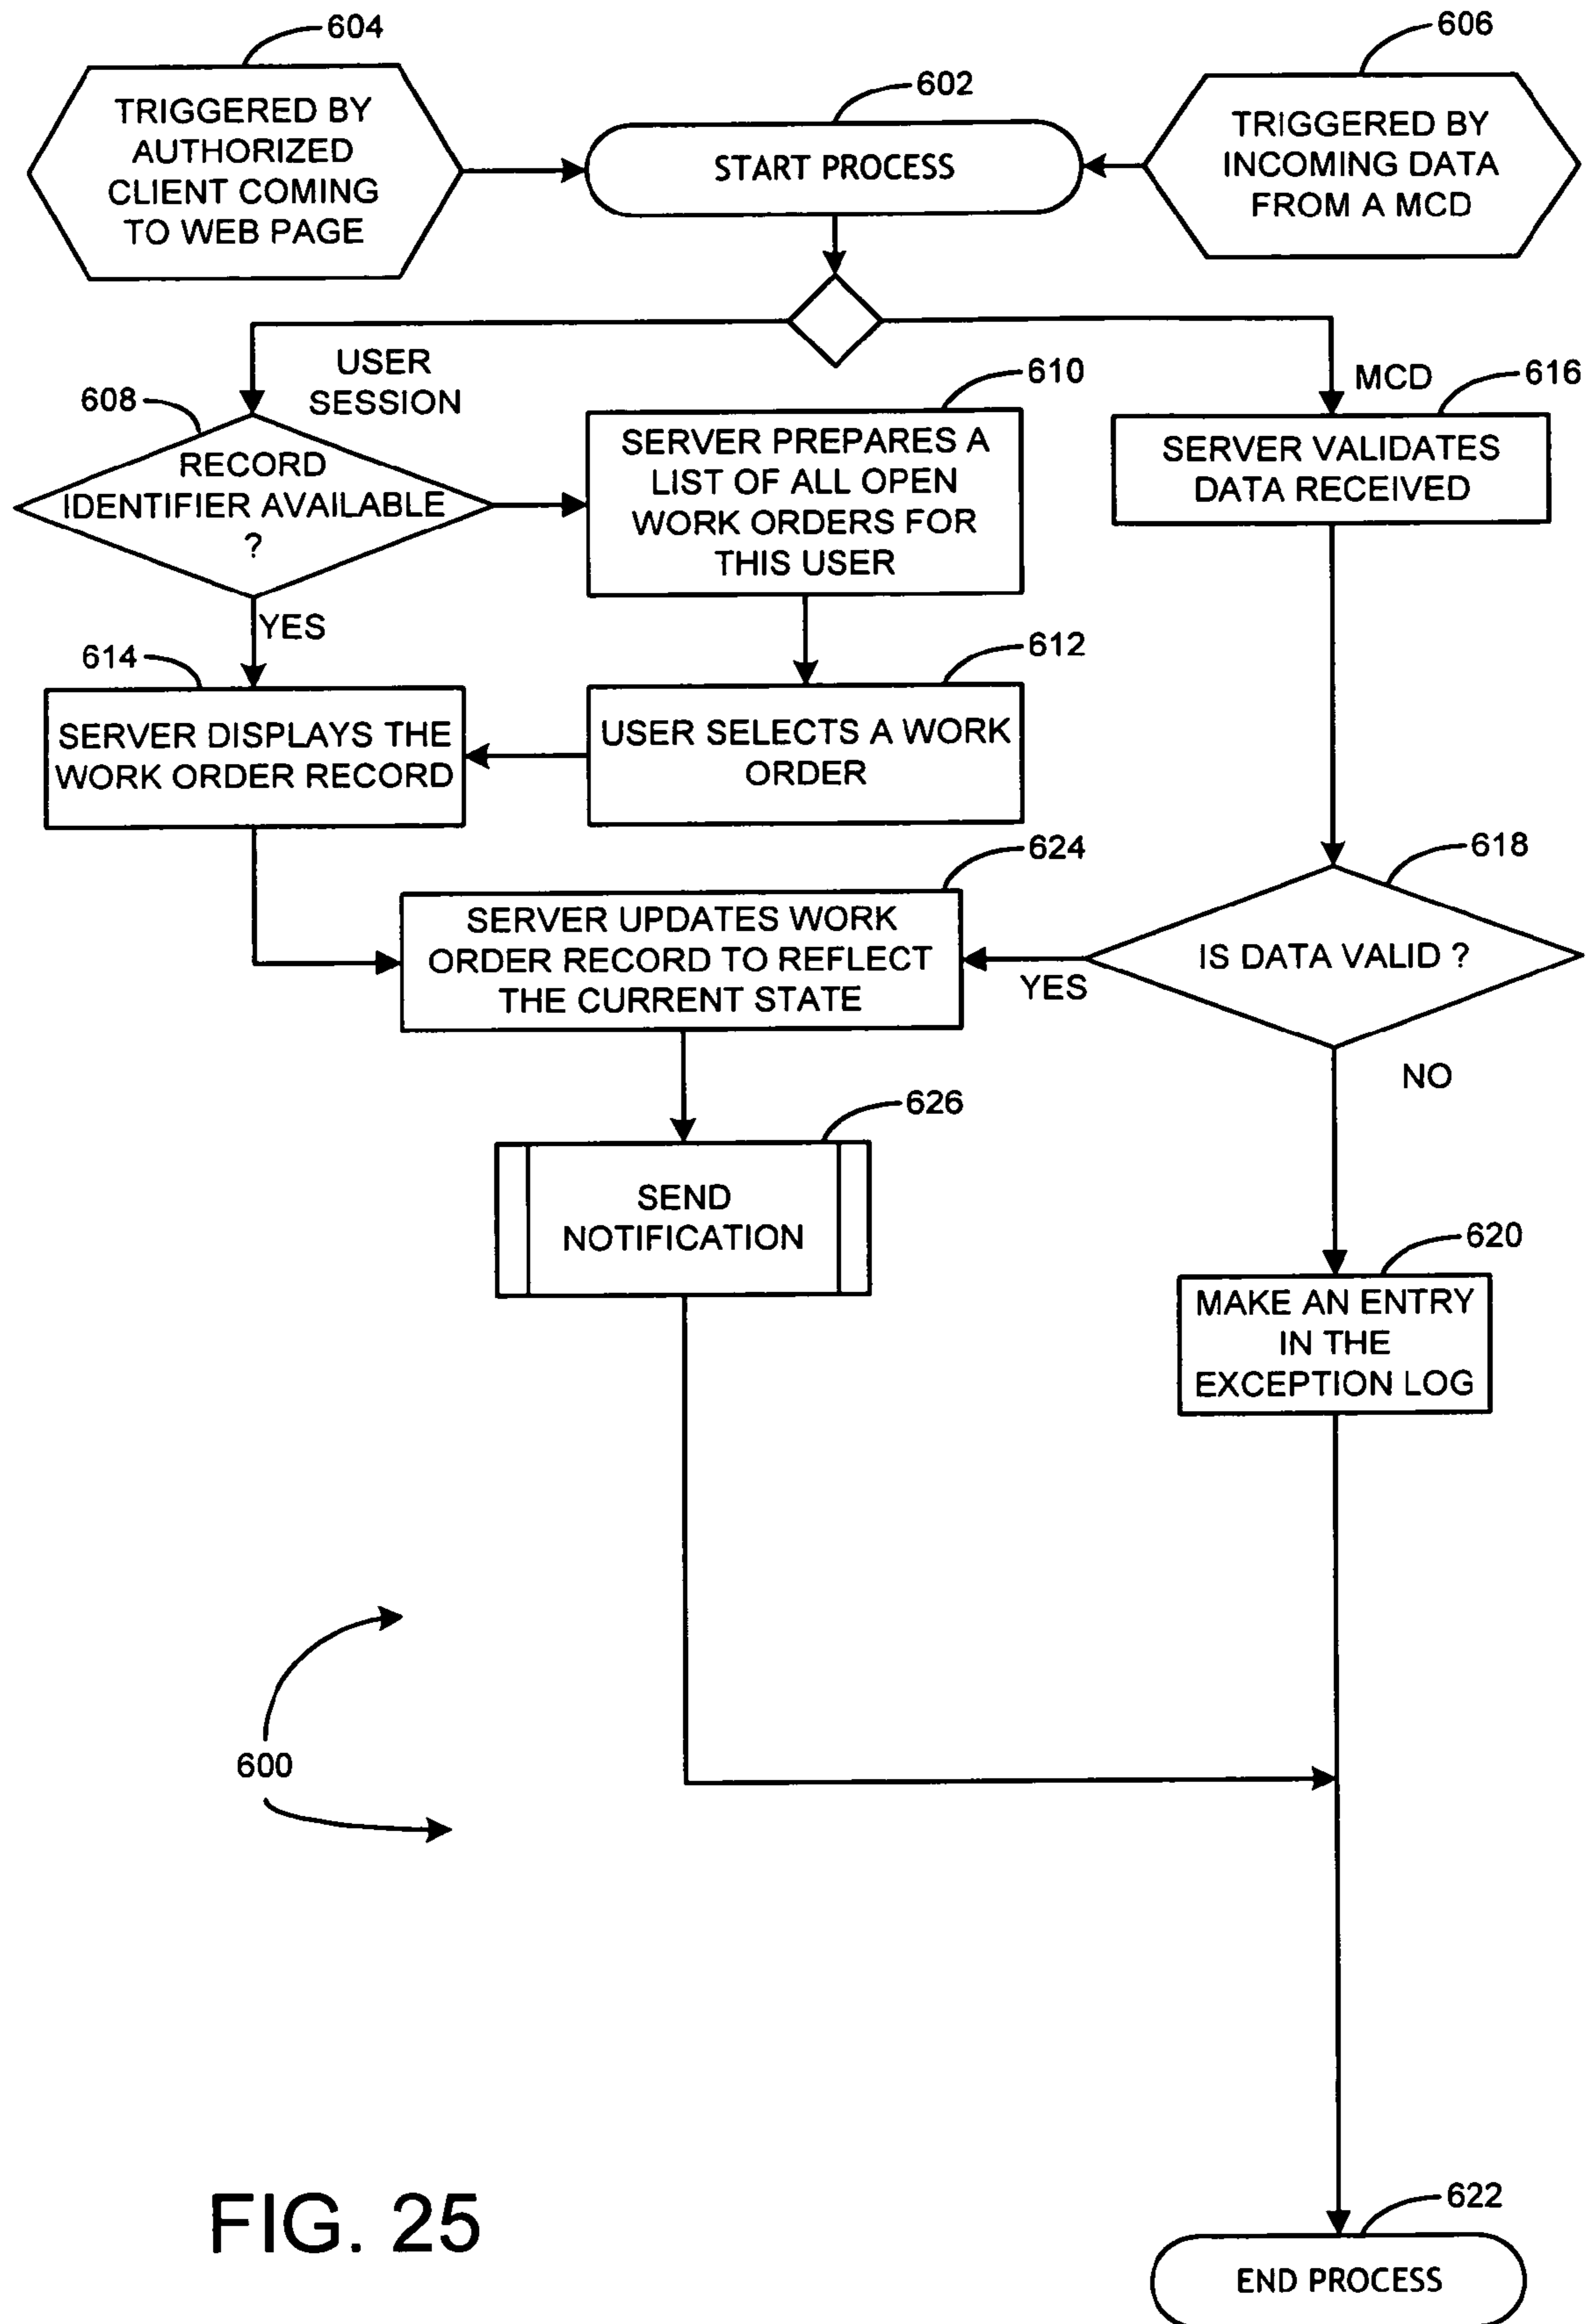 604
606
602
TRIGGERED BY
AUTHORIZED
CLIENT COMING
TO WEB PAGE
START PROCESS
TRIGGERED BY
INCOMING DATA
FROM A MCD
USER
SESSION
MCD
608
610
616
RECORD
IDENTIFIER AVAILABLE
?
SERVER PREPARES A
LIST OF ALL OPEN
WORK ORDERS FOR
THIS USER
SERVER VALIDATES
DATA RECEIVED
YES
614
612
SERVER DISPLAYS THE
WORK ORDER RECORD
USER SELECTS A WORK
ORDER
624
618
SERVER UPDATES WORK
ORDER RECORD TO REFLECT
THE CURRENT STATE
YES
IS DATA VALID ?
NO
626
SEND
NOTIFICATION
620
MAKE AN ENTRY
IN THE
EXCEPTION LOG
600
622
END PROCESS
FIG. 25